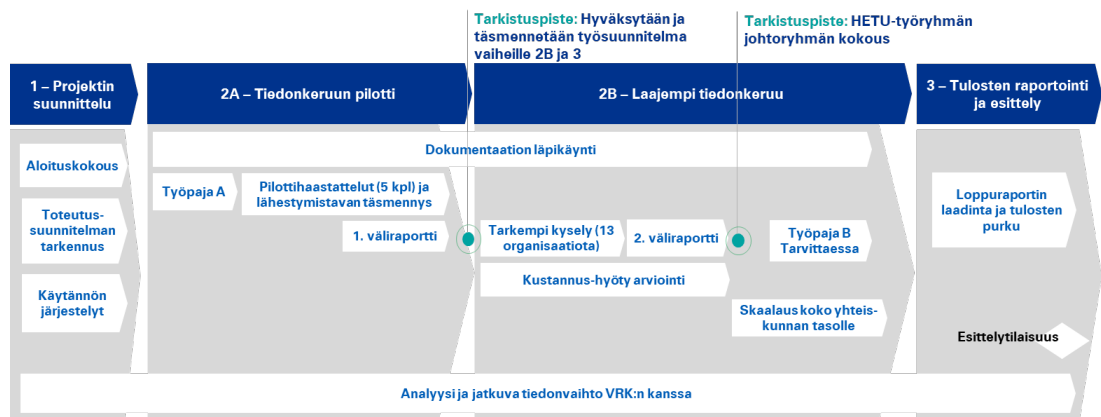 Tarkistuspiste: Hyväksytään ja
täsmennetään työsuunnitelma
vaiheille 2B ja 3
Tarkistuspiste: HETU-työryhmän
johtoryhmän kokous
1 – Projektin
suunnittelu
2A – Tiedonkeruun pilotti
2B – Laajempi tiedonkeruu
3 – Tulosten raportointi
ja esittely
Dokumentaation läpikäynti
Aloituskokous
Toteutus-
suunnitelman
tarkennus
Käytännön
järjestelyt
Työpaja A
Pilottihaastattelut (5 kpl) ja
lähestymistavan täsmennys
1. väliraportti
Tarkempi kysely (13
organisaatiota)
2. väliraportti
Työpaja B
Tarvittaessa
Kustannus-hyöty arviointi
Skaalaus koko yhteis-
kunnan tasolle
Loppuraportin
laadinta ja tulosten
purku
Esittelytilaisuus
Analyysi ja jatkuva tiedonvaihto VRK:n kanssa